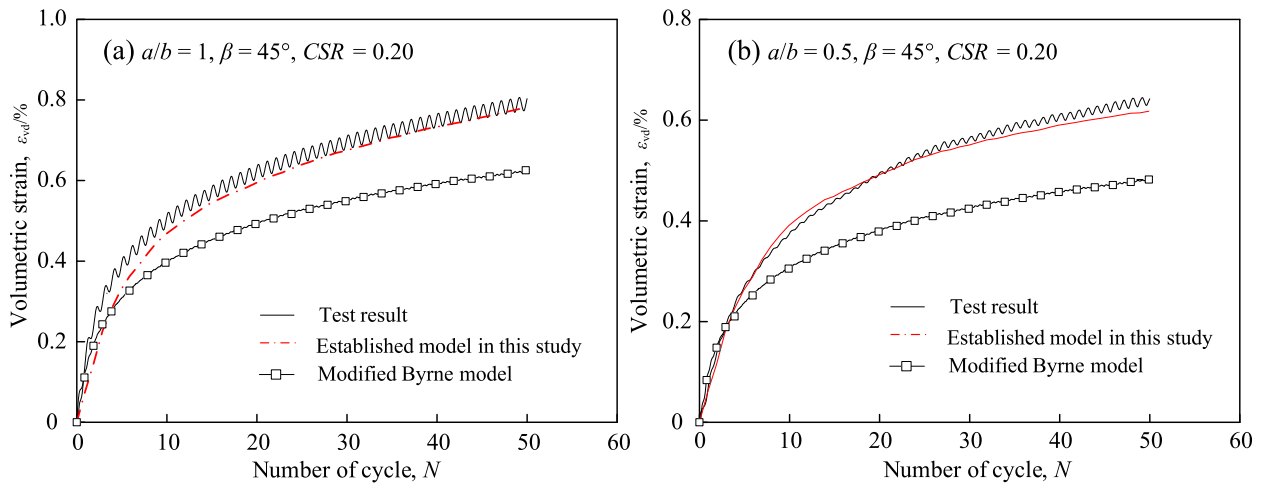 (a) a/b = 1, β = 45°, CSR = 0.20
1.0
0.8
0.6
0.4
0.2
0
Volumetric strain, εvd/%
Test result
Established model in this study
Modified Byrne model
0 10 20 30 40 50 60
Number of cycle, N
(b) a/b = 0.5, β = 45°, CSR = 0.20
0.8
0.6
0.4
0.2
0
Volumetric strain, εvd/%
Test result
Established model in this study
Modified Byrne model
0 10 20 30 40 50 60
Number of cycle, N